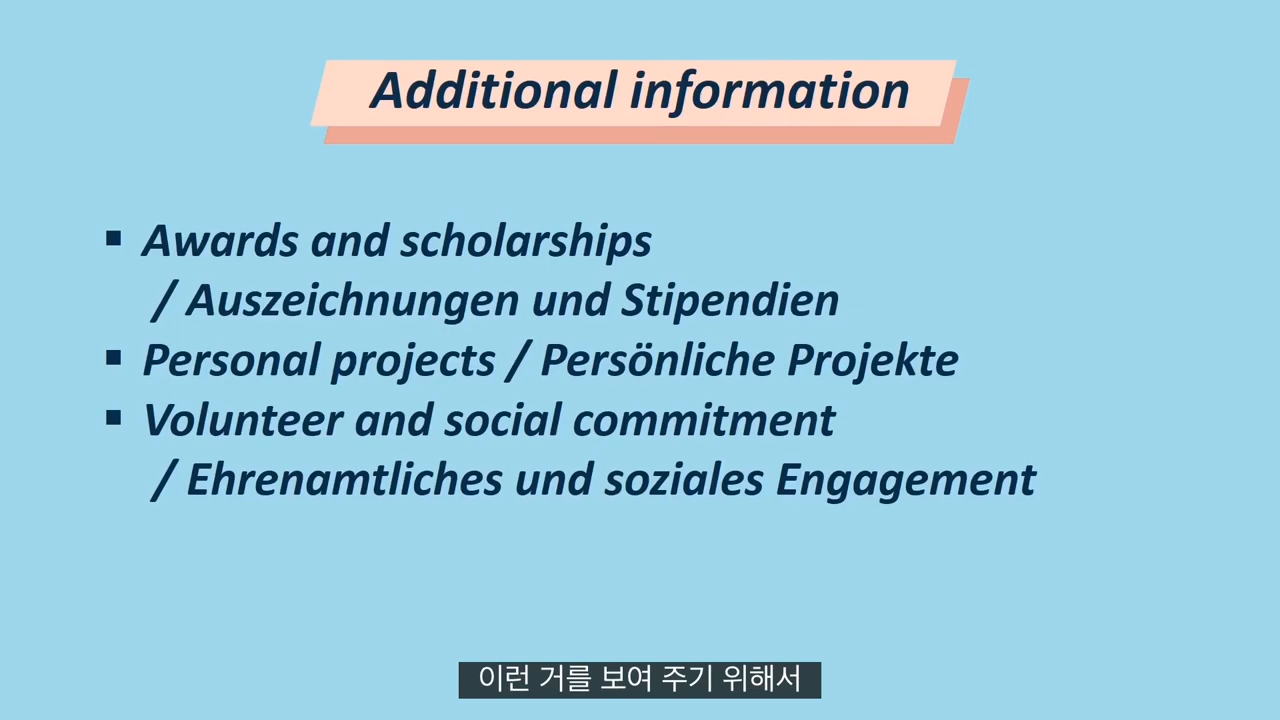 Additional information
▪ Awards and scholarships
/ Auszeichnungen und Stipendien
▪ Personal projects / Persönliche Projekte
▪ Volunteer and social commitment
/ Ehrenamtliches und soziales Engagement
이런 거를 보여 주기 위해서